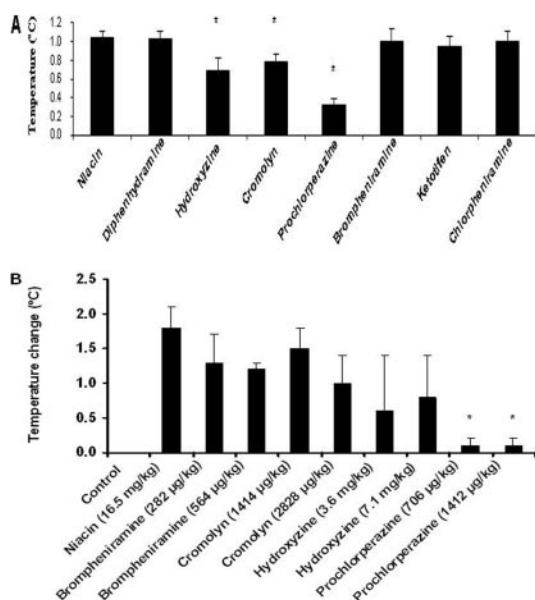 A
Temperature (°C)
1.2
1.0
0.8
0.6
0.4
0.2
0.0
* * *
Niacin
Diphenhydramine
Hydroxyzine
Cromolyn
Prochlorperazine
Brompheniramine
Ketotifen
Chlorpheniramine
B
Temperature change (°C)
2.5
2.0
1.5
1.0
0.5
0.0
* *
Control
Niacin (16.5 mg/kg)
Brompheniramine (282 µg/kg)
Brompheniramine (564 µg/kg)
Cromolyn (1414 µg/kg)
Cromolyn (2828 µg/kg)
Hydroxyzine (3.6 mg/kg)
Hydroxyzine (7.1 mg/kg)
Prochlorperazine (706 µg/kg)
Prochlorperazine (1412 µg/kg)